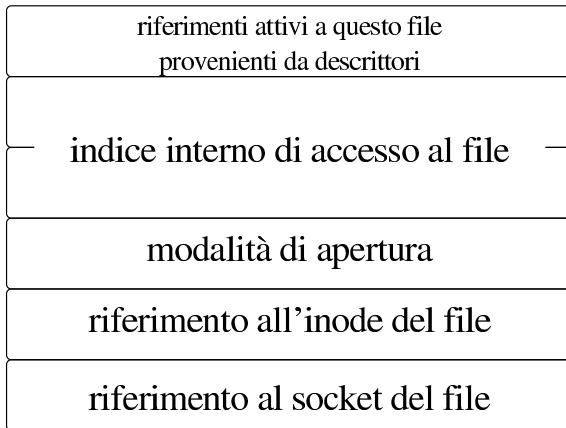 riferimenti attivi a questo file
provenienti da descrittori
indice interno di accesso al file
modalità di apertura
riferimento all’inode del file
riferimento al socket del file